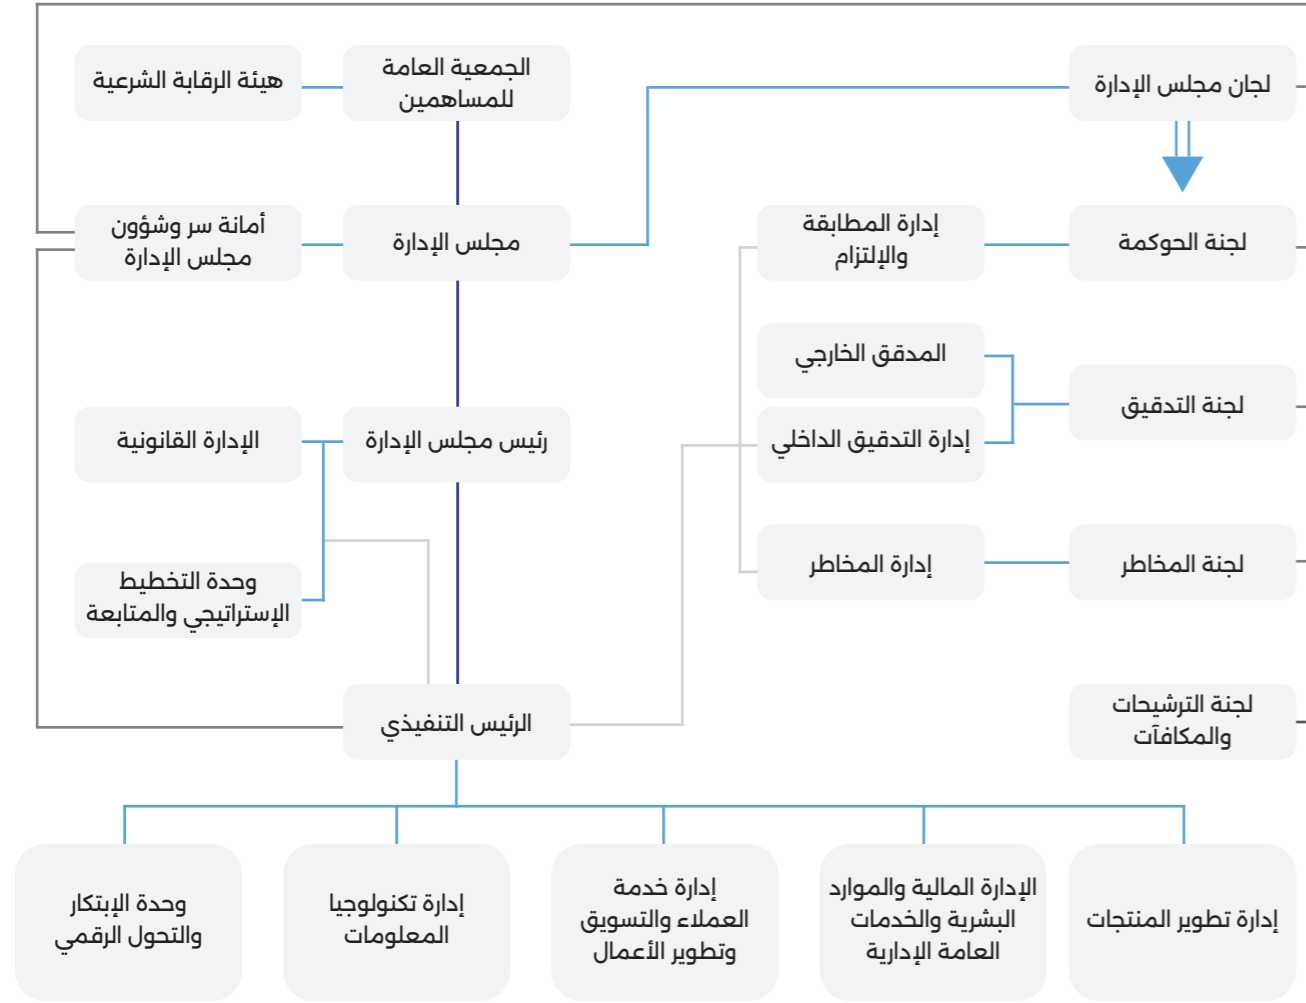 لجان مجلس الإدارة
الجمعية العامة
للمساهمين
هيئة الرقابة الشرعية
لجنة الحوكمة
إدارة المطابقة
والإلتزام
مجلس الإدارة
أمانة سر وشؤون
مجلس الإدارة
لجنة التدقيق
المدقق الخارجي
إدارة التدقيق الداخلي
رئيس مجلس الإدارة
الإدارة القانونية
لجنة المخاطر
إدارة المخاطر
وحدة التخطيط
الإستراتيجي والمتابعة
لجنة الترشيحات
والمكافآت
الرئيس التنفيذي
إدارة تطوير المنتجات
الإدارة المالية والموارد
البشرية والخدمات
العامة الإدارية
إدارة خدمة
العملاء والتسويق
وتطوير الأعمال
إدارة تكنولوجيا
المعلومات
وحدة الإبتكار
والتحول الرقمي